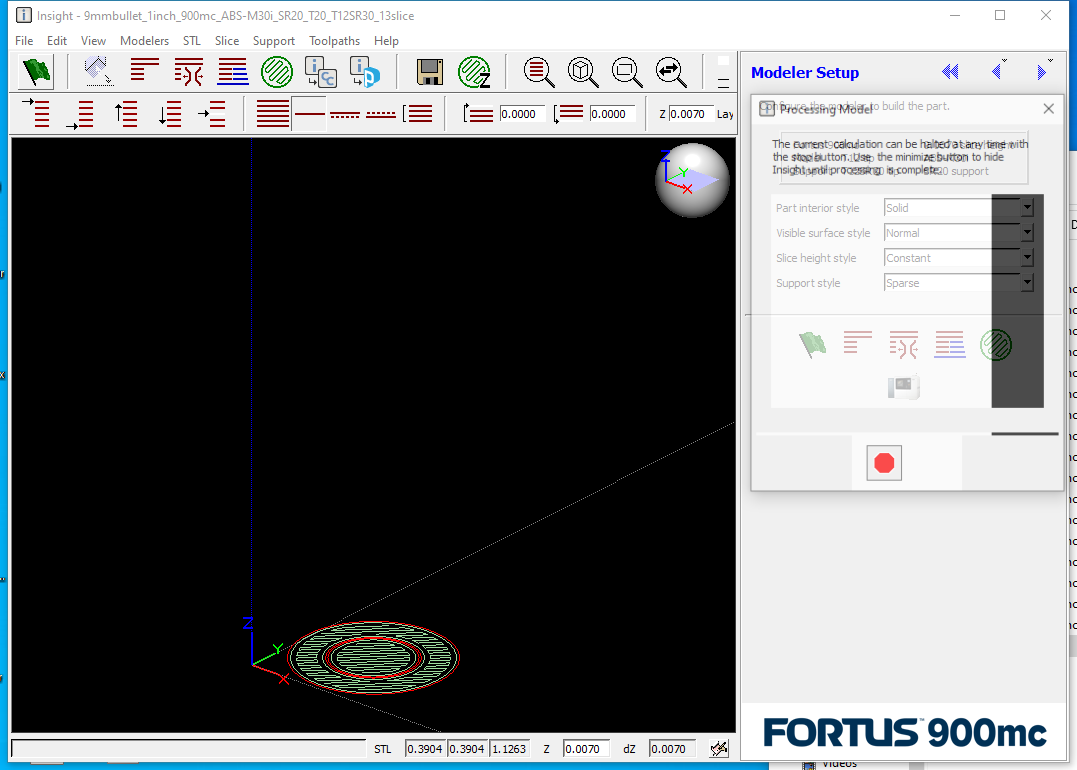 Insight - 9mmbullet_1inch_900mc_ABS-M30i_SR20_T20_T12SR30_13slice
File Edit View Modelers STL Slice Support Toolpaths Help
0.0000 0.0000 Z 0.0070 Lay
Modeler Setup
Configure the modeler to build the part.
Processing Model
The current calculation can be halted at any time with
the stop button. Use the minimize button to hide
Insight until processing is complete.
support
Part interior style Solid
Visible surface style Normal
Slice height style Constant
Support style Sparse
Z
Y
X
Z
Y
X
STL 0.3904 0.3904 1.1263 Z 0.0070 dZ 0.0070
FORTUS™ 900mc
Videos